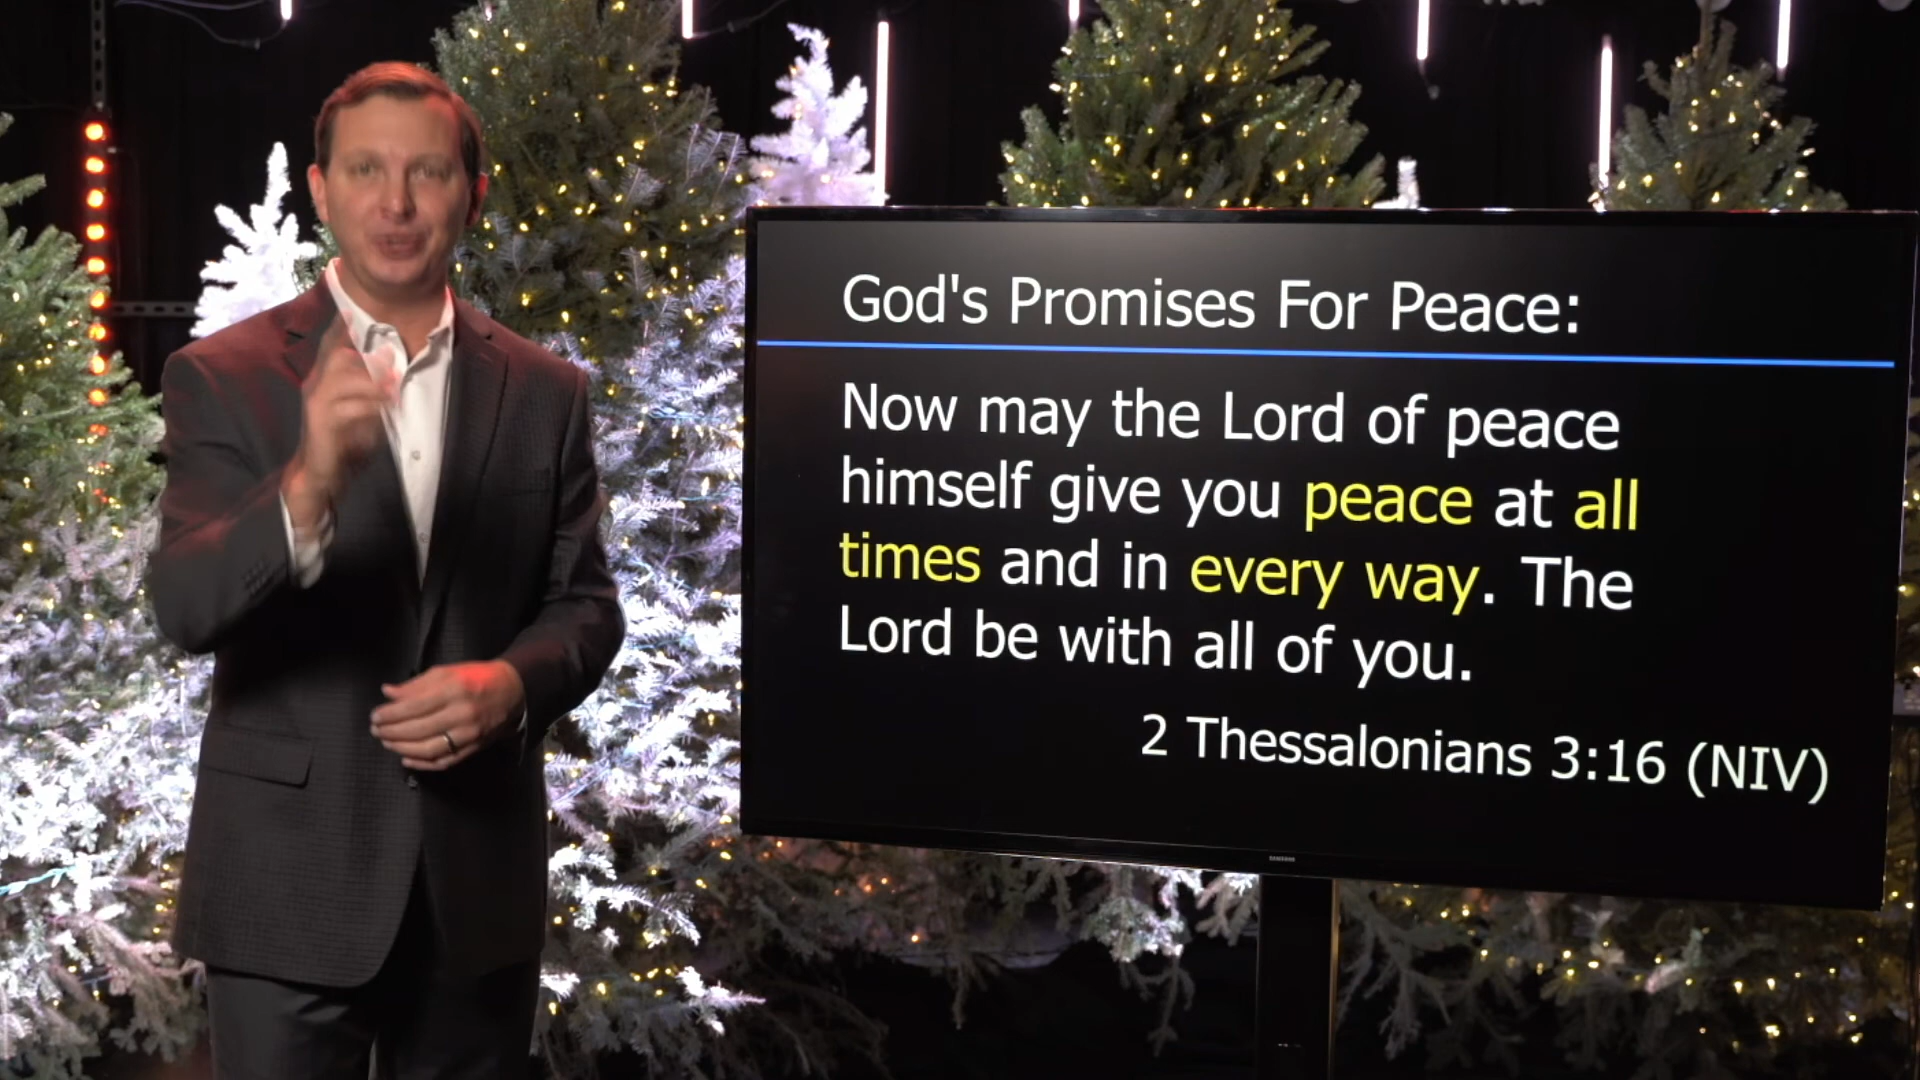 God's Promises For Peace:
Now may the Lord of peace
himself give you peace at all
times and in every way. The
Lord be with all of you.
2 Thessalonians 3:16 (NIV)
SAMSUNG